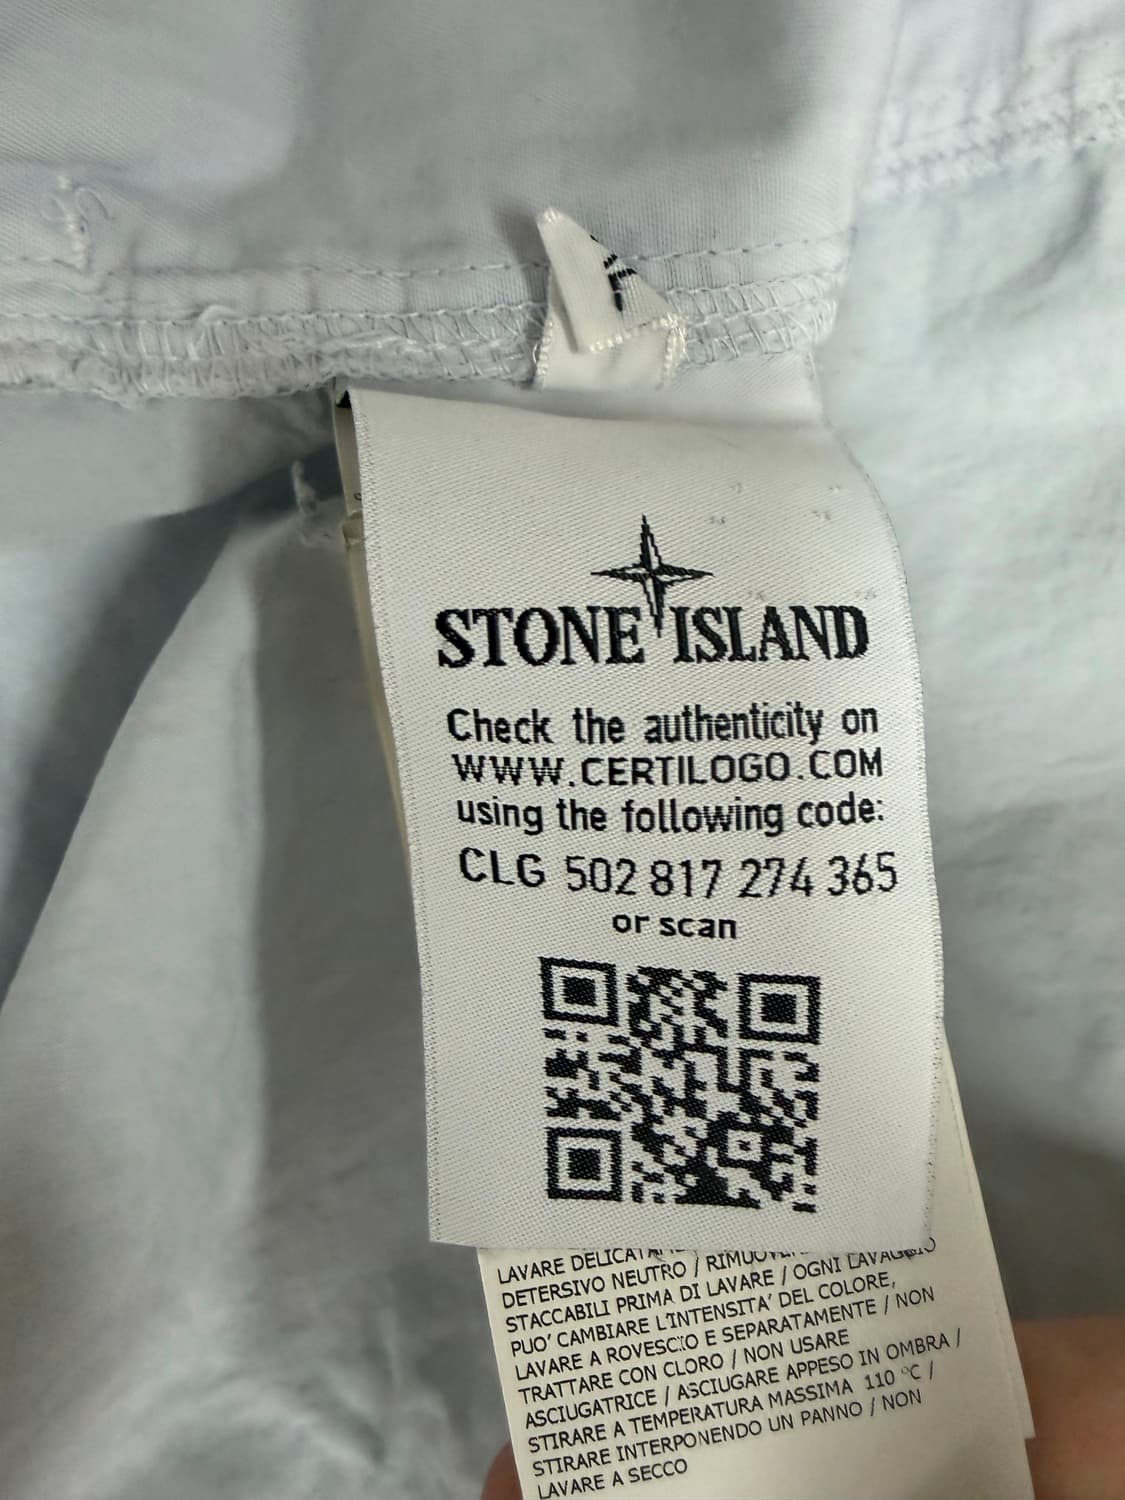 STONE ISLAND
Check the authenticity on
WWW.CERTILOGO.COM
using the following code:
CLG 502 817 274 365
or scan
LAVARE
DETERSIVO NEUTRO /
STACCABILI PRIMA DI LAVARE / OGNI LAVAGGIO
PUO' CAMBIARE L'INTENSITA' DEL COLORE,
LAVARE A ROVESCIO E SEPARATAMENTE / NON
TRATTARE CON CLORO / NON USARE
ASCIUGATRICE / ASCIUGARE APPESO IN OMBRA /
STIRARE A TEMPERATURA MASSIMA 110 °C /
STIRARE INTERPONENDO UN PANNO / NON
LAVARE A SECCO